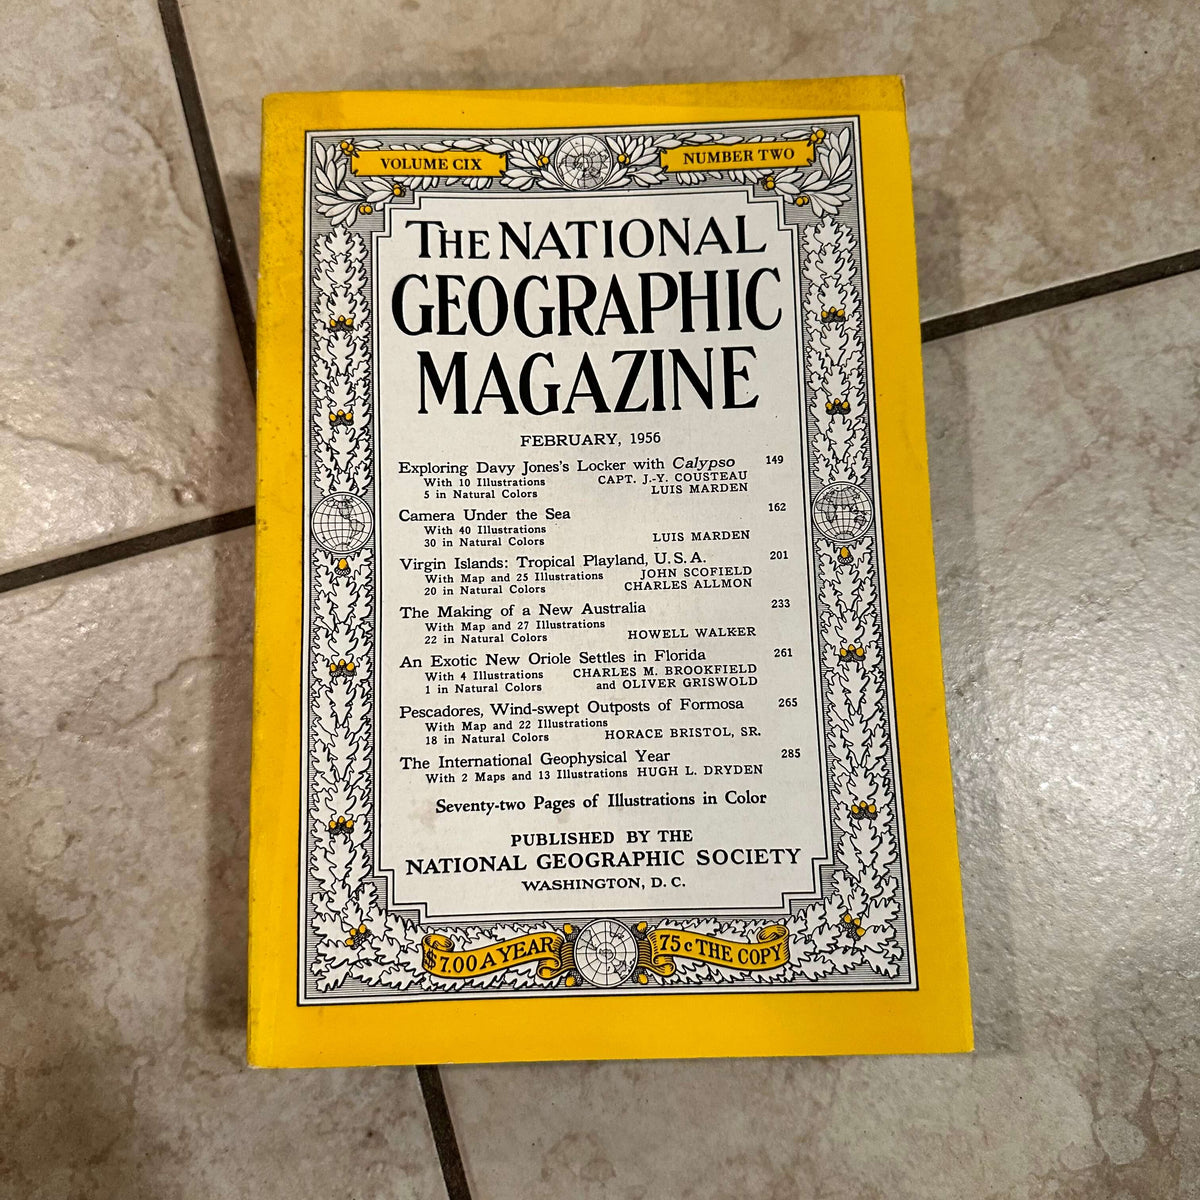 VOLUME CIX
NUMBER TWO
THE NATIONAL
GEOGRAPHIC
MAGAZINE
FEBRUARY, 1956
Exploring Davy Jones's Locker with Calypso 149
With 10 Illustrations CAPT. J.-Y. COUSTEAU
5 in Natural Colors LUIS MARDEN
Camera Under the Sea 162
With 40 Illustrations
30 in Natural Colors LUIS MARDEN
Virgin Islands: Tropical Playland, U.S.A. 201
With Map and 25 Illustrations JOHN SCOFIELD
20 in Natural Colors CHARLES ALLMON
The Making of a New Australia 233
With Map and 27 Illustrations
22 in Natural Colors HOWELL WALKER
An Exotic New Oriole Settles in Florida 261
With 4 Illustrations CHARLES M. BROOKFIELD
1 in Natural Colors and OLIVER GRISWOLD
Pescadores, Wind-swept Outposts of Formosa 265
With Map and 22 Illustrations
18 in Natural Colors HORACE BRISTOL, SR.
The International Geophysical Year 285
With 2 Maps and 13 Illustrations HUGH L. DRYDEN
Seventy-two Pages of Illustrations in Color
PUBLISHED BY THE
NATIONAL GEOGRAPHIC SOCIETY
WASHINGTON, D. C.
$7.00 A YEAR
75c THE COPY